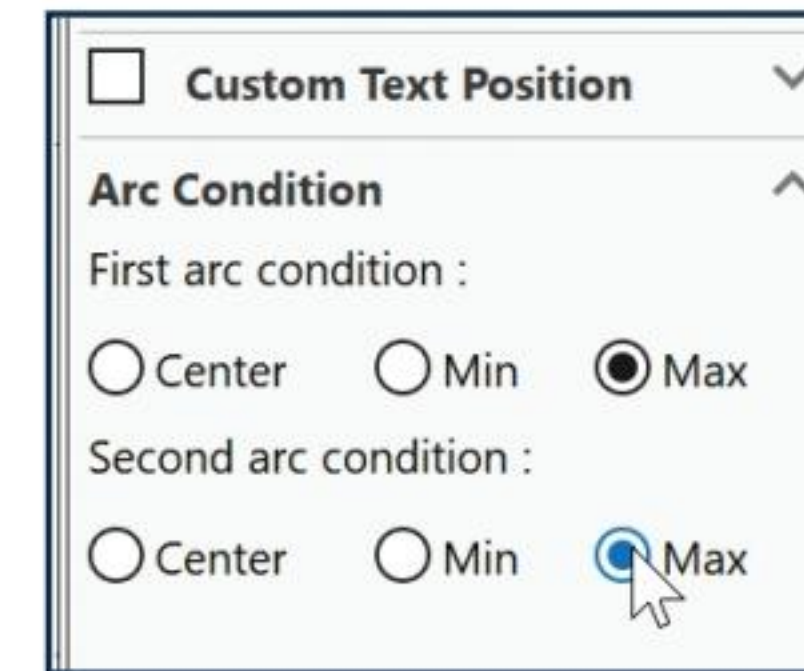 Custom Text Position
Arc Condition
First arc condition :
Center Min Max
Second arc condition :
Center Min Max